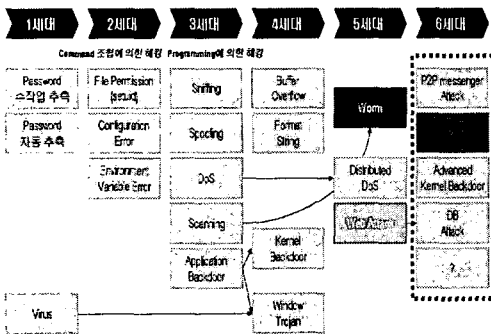 1세대
2세대
3세대
4세대
5세대
6세대
Command 조합에 의한 해킹
Programming에 의한 해킹
Password
수작업 추측
Password
자동 추측
Virus
File Permission
(setuid)
Configuration
Error
Environment
Variable Error
Sniffing
Spoofing
DoS
Scanning
Application
Backdoor
Buffer
Overflow
Format
String
Kernel
Backdoor
Window
Trojan
Worm
Distributed
DoS
Web Attack
P2P messenger
Attack
Advanced
Kernel Backdoor
DB
Attack
?